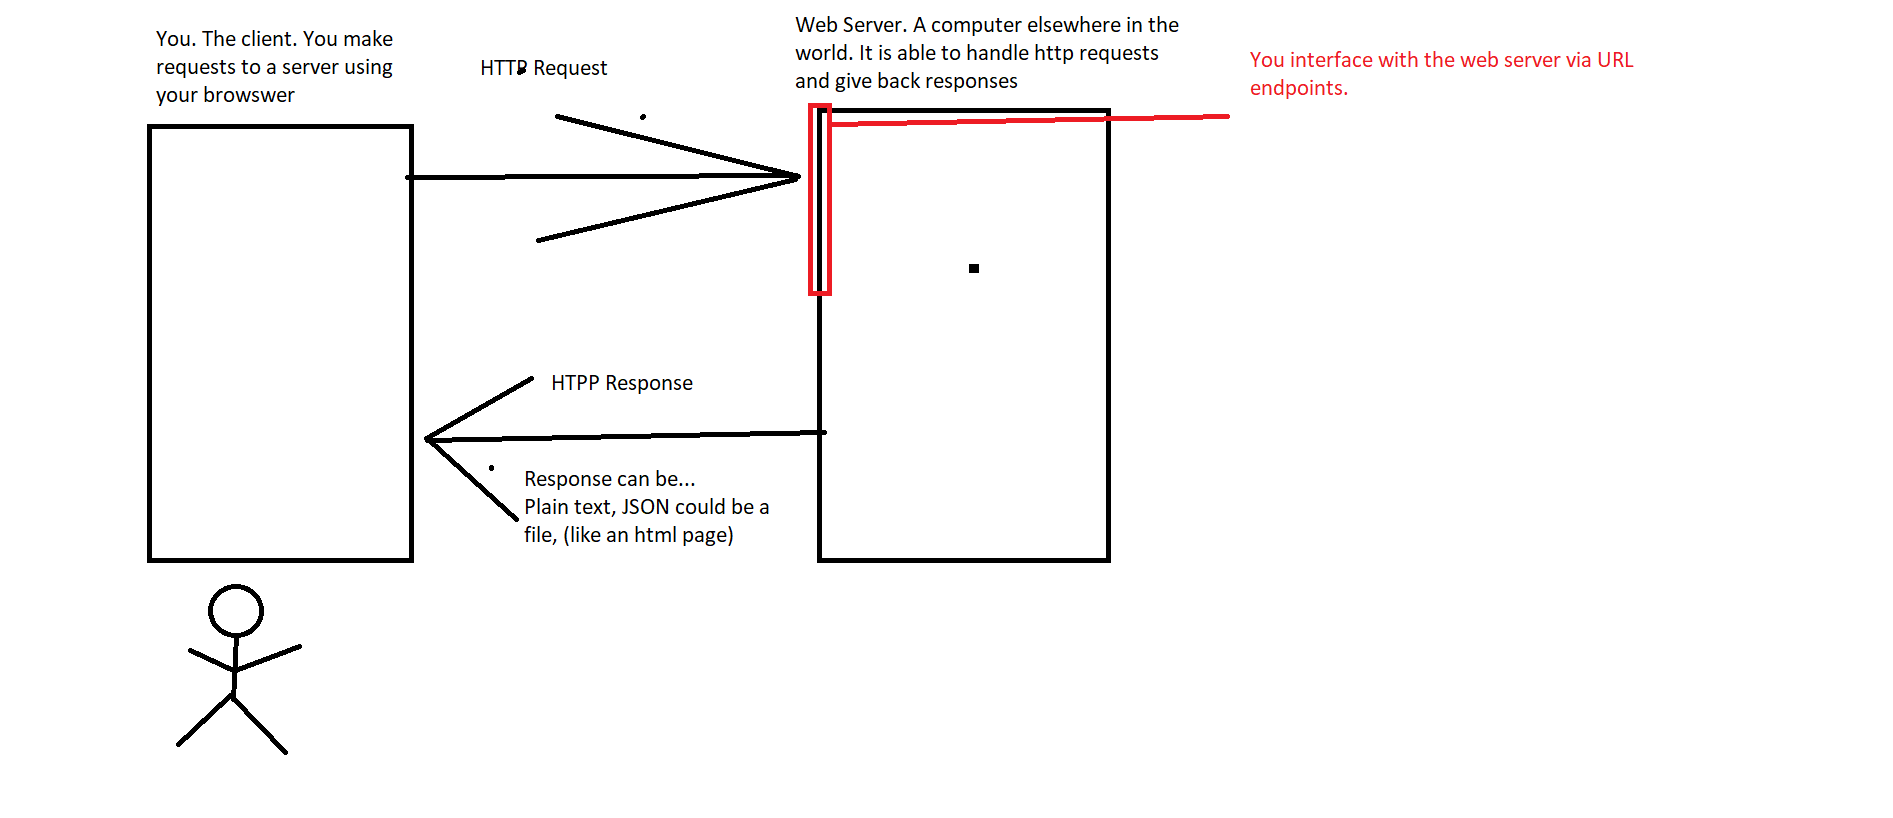 You. The client. You make
requests to a server using
your browswer
HTTP Request
Web Server. A computer elsewhere in the
world. It is able to handle http requests
and give back responses
You interface with the web server via URL
endpoints.
HTPP Response
Response can be...
Plain text, JSON could be a
file, (like an html page)